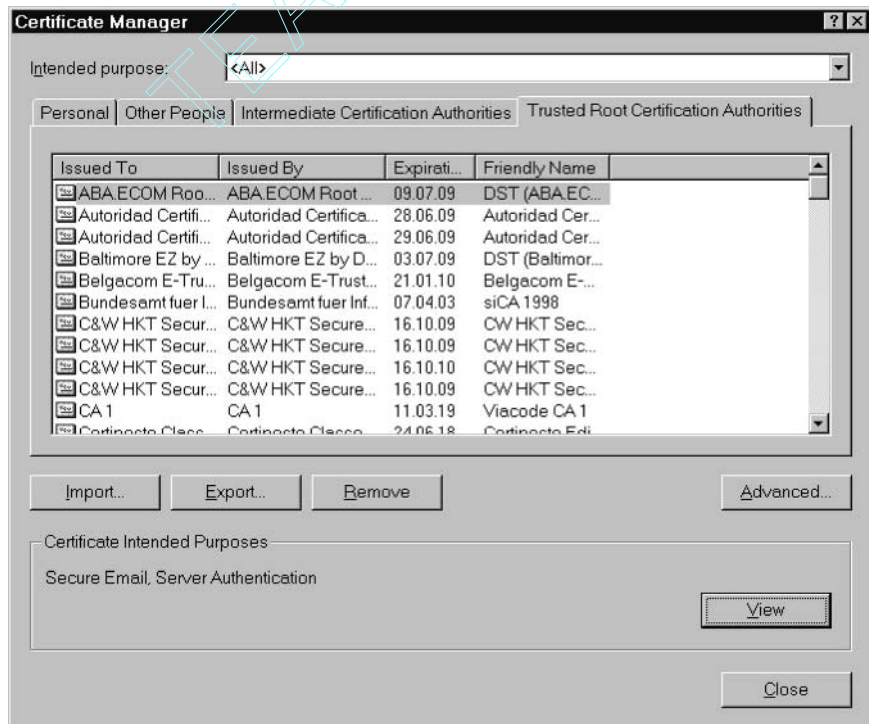 TEA
Certificate Manager
Intended purpose: <All>
Personal Other People Intermediate Certification Authorities Trusted Root Certification Authorities
Issued To Issued By Expirati... Friendly Name
ABA.ECOM Roo... ABA.ECOM Root ... 09.07.09 DST (ABA.EC...
Autoridad Certifi... Autoridad Certifica... 28.06.09 Autoridad Cer...
Autoridad Certifi... Autoridad Certifica... 29.06.09 Autoridad Cer...
Baltimore EZ by ... Baltimore EZ by D... 03.07.09 DST (Baltimor...
Belgacom E-Tru... Belgacom E-Trust... 21.01.10 Belgacom E-...
Bundesamt fuer I... Bundesamt fuer Inf... 07.04.03 siCA 1998
C&W HKT Secur... C&W HKT Secure... 16.10.09 CW HKT Sec...
C&W HKT Secur... C&W HKT Secure... 16.10.09 CW HKT Sec...
C&W HKT Secur... C&W HKT Secure... 16.10.10 CW HKT Sec...
C&W HKT Secur... C&W HKT Secure... 16.10.09 CW HKT Sec...
CA 1 CA 1 11.03.19 Viacode CA 1
24.06.18
Import... Export... Remove Advanced...
Certificate Intended Purposes
Secure Email, Server Authentication
View
Close